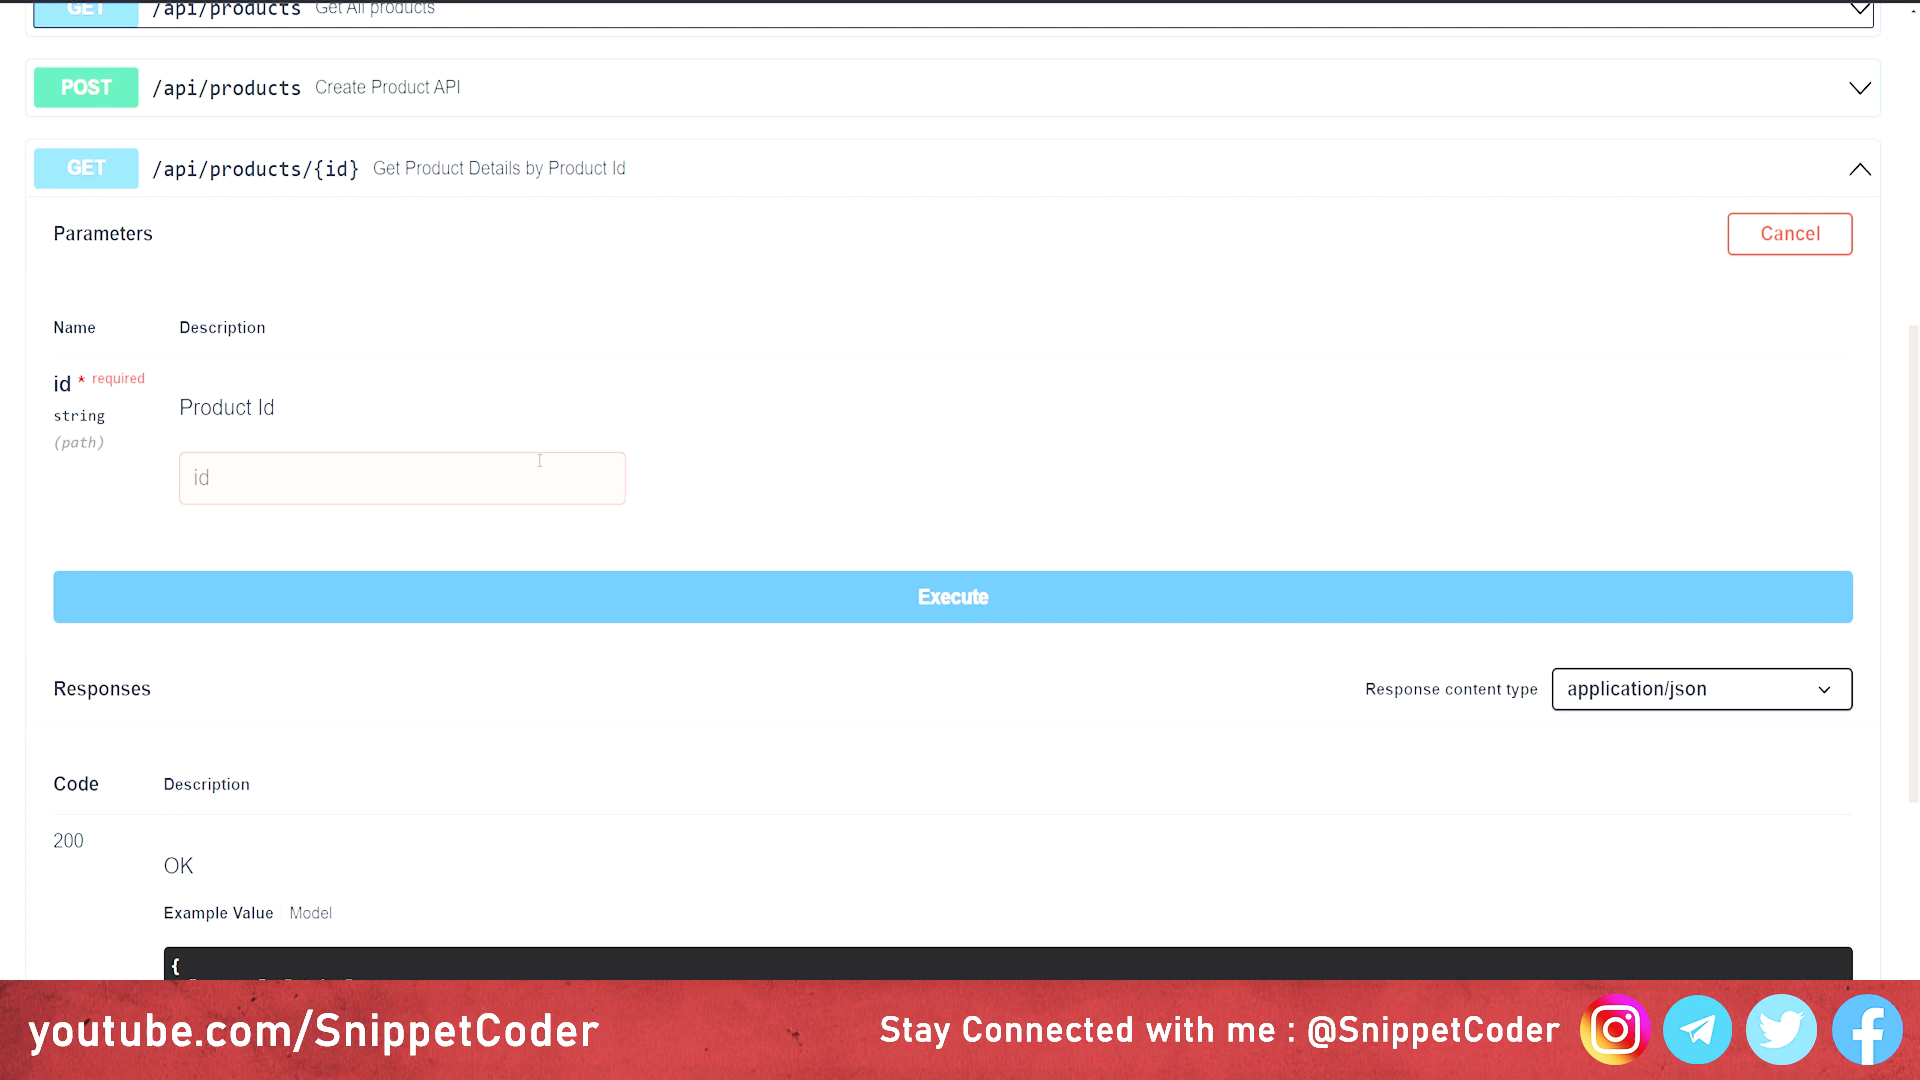 GET /api/products Get All products
POST /api/products Create Product API
GET /api/products/{id} Get Product Details by Product Id
Parameters
Cancel
Name Description
id * required
string
(path)
Product Id
id
Execute
Responses
Response content type application/json
Code Description
200
OK
Example Value Model
{
youtube.com/SnippetCoder
Stay Connected with me : @SnippetCoder